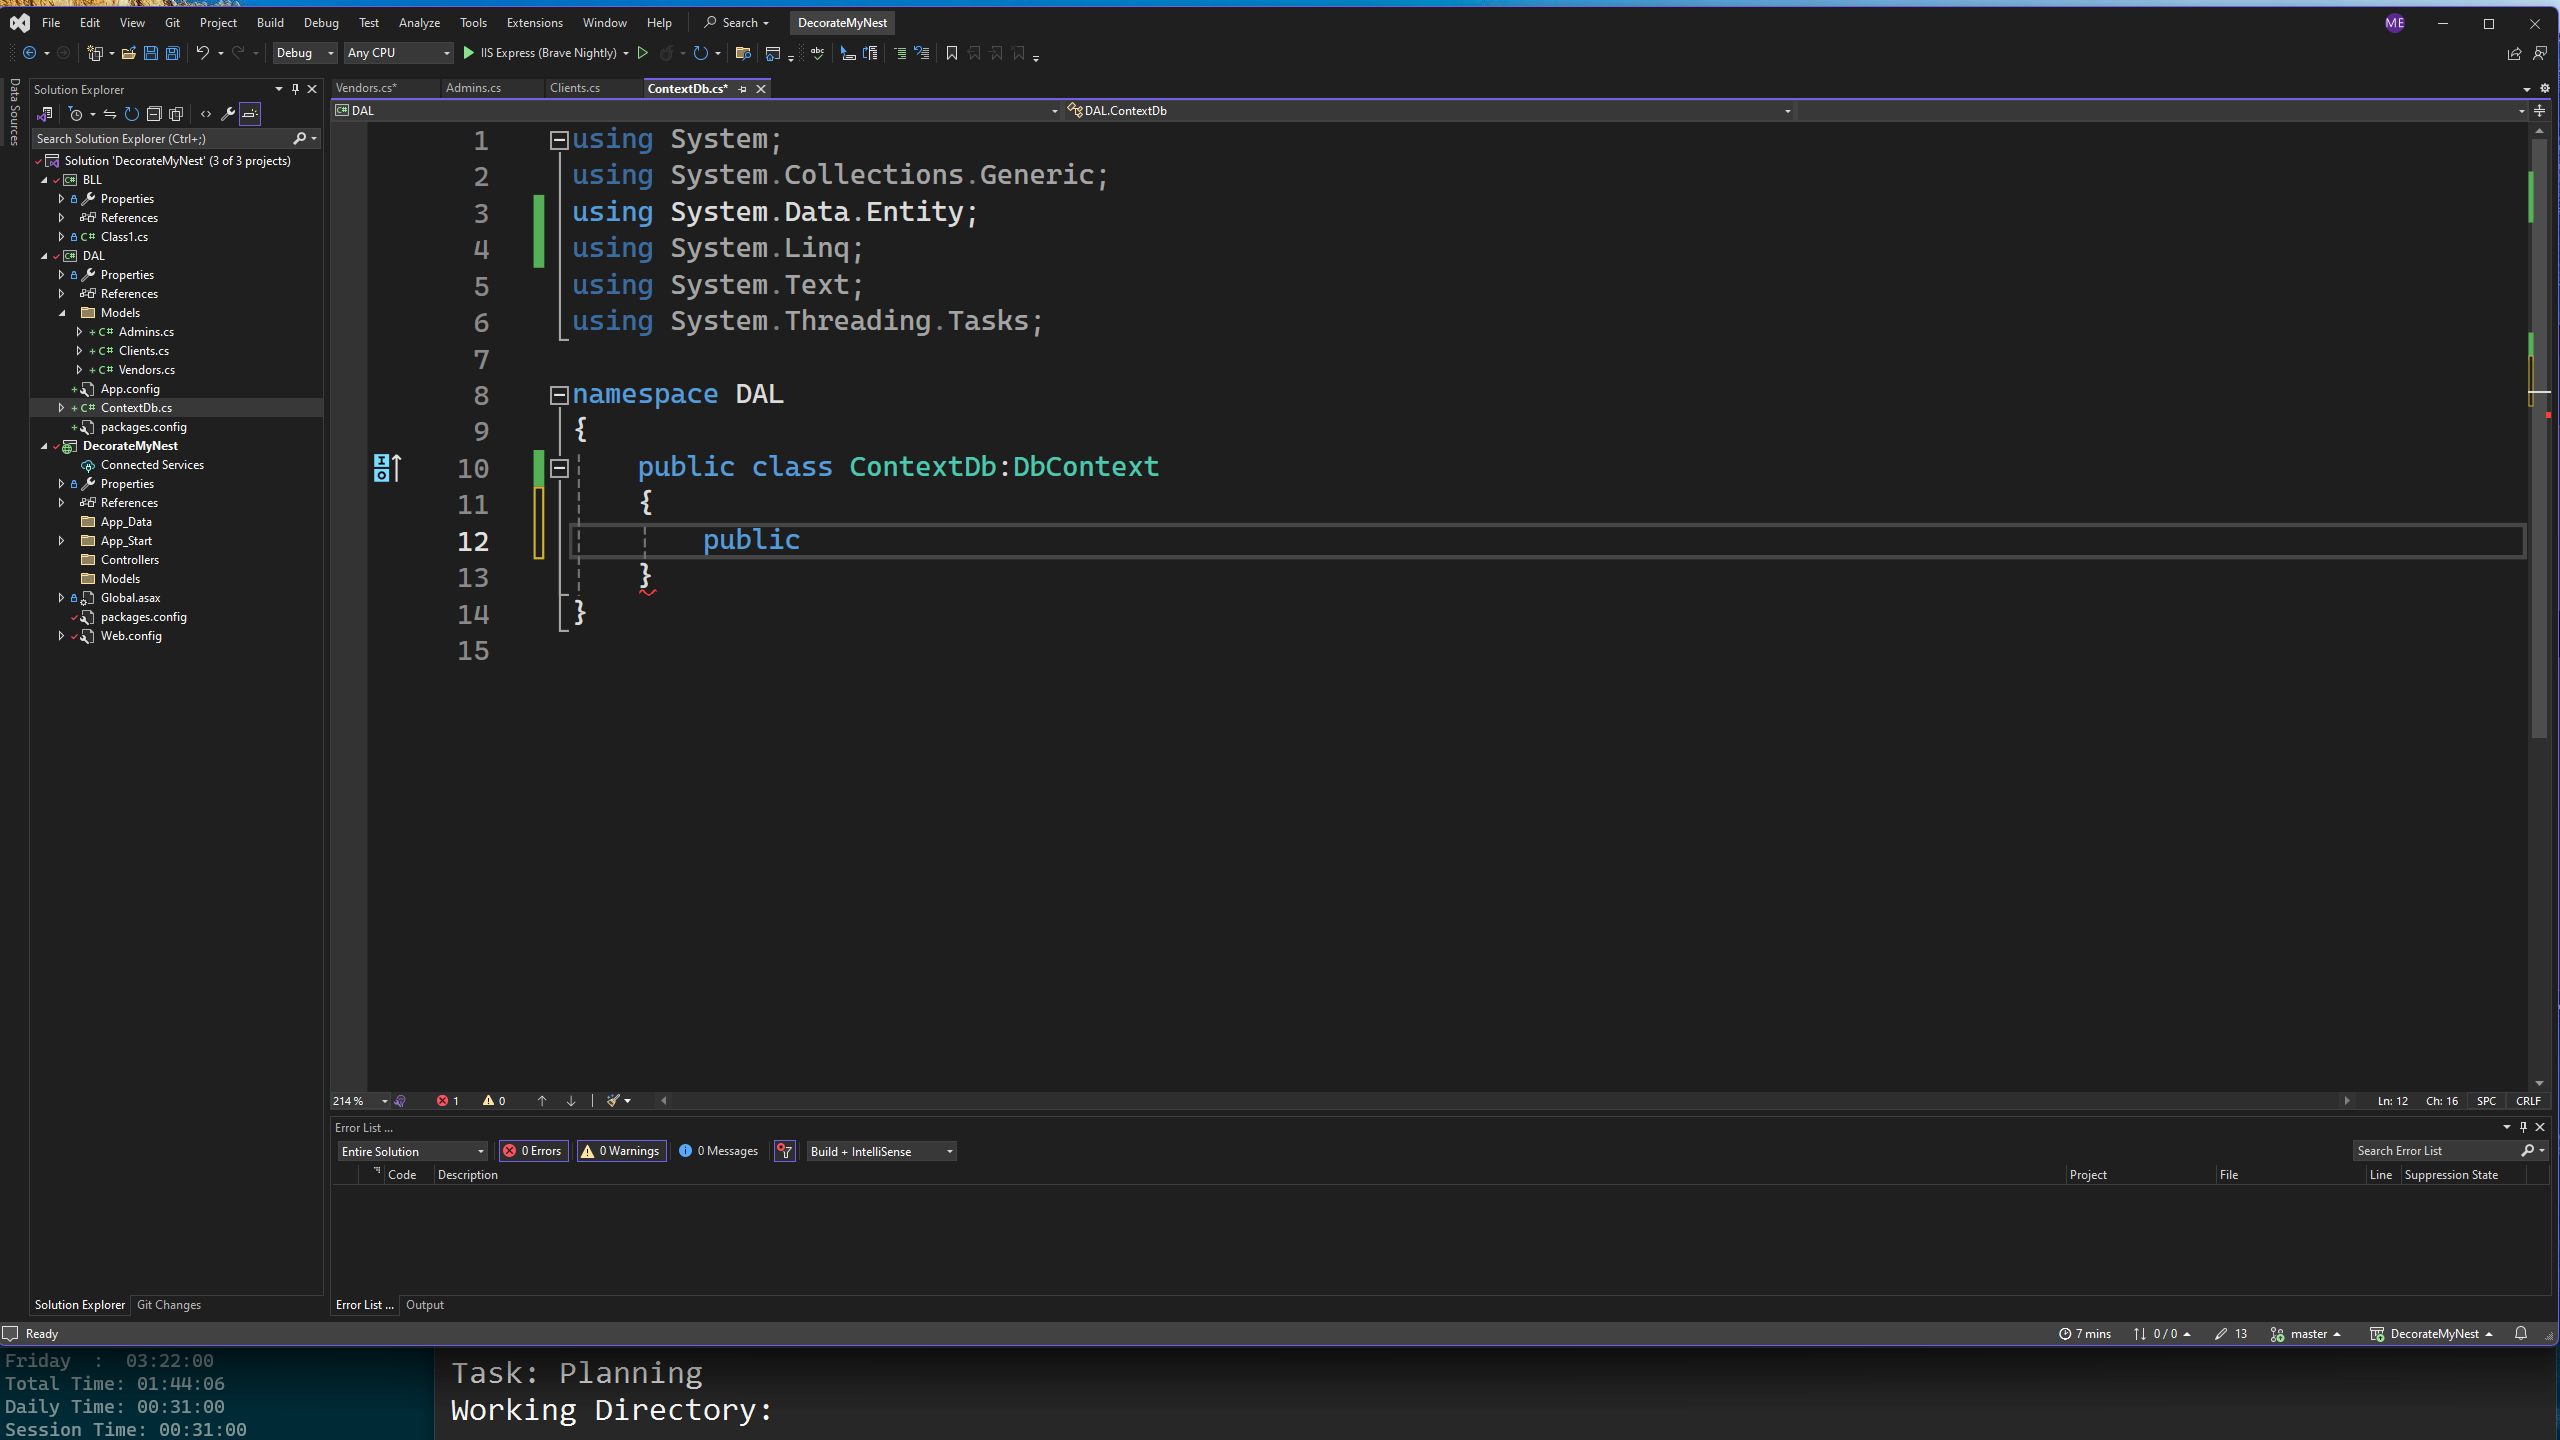 File Edit View Git Project Build Debug Test Analyze Tools Extensions Window Help Search DecorateMyNest ME
Debug Any CPU IIS Express (Brave Nightly)
Data Sources
Solution Explorer
Search Solution Explorer (Ctrl+;)
Solution 'DecorateMyNest' (3 of 3 projects)
BLL
Properties
References
C# Class1.cs
DAL
Properties
References
Models
C# Admins.cs
C# Clients.cs
C# Vendors.cs
App.config
C# ContextDb.cs
packages.config
DecorateMyNest
Connected Services
Properties
References
App_Data
App_Start
Controllers
Models
Global.asax
packages.config
Web.config
Solution Explorer Git Changes
Vendors.cs* Admins.cs Clients.cs ContextDb.cs*
DAL DAL.ContextDb
1 using System;
2 using System.Collections.Generic;
3 using System.Data.Entity;
4 using System.Linq;
5 using System.Text;
6 using System.Threading.Tasks;
7
8 namespace DAL
9 {
10 public class ContextDb:DbContext
11 {
12 public
13 }
14 }
15
214 % 1 0 Ln: 12 Ch: 16 SPC CRLF
Error List ...
Entire Solution 0 Errors 0 Warnings 0 Messages Build + IntelliSense Search Error List
Code Description Project File Line Suppression State
Error List ... Output
Ready 7 mins 0 / 0 13 master DecorateMyNest
Friday : 03:22:00
Total Time: 01:44:06
Daily Time: 00:31:00
Session Time: 00:31:00
Task: Planning
Working Directory: